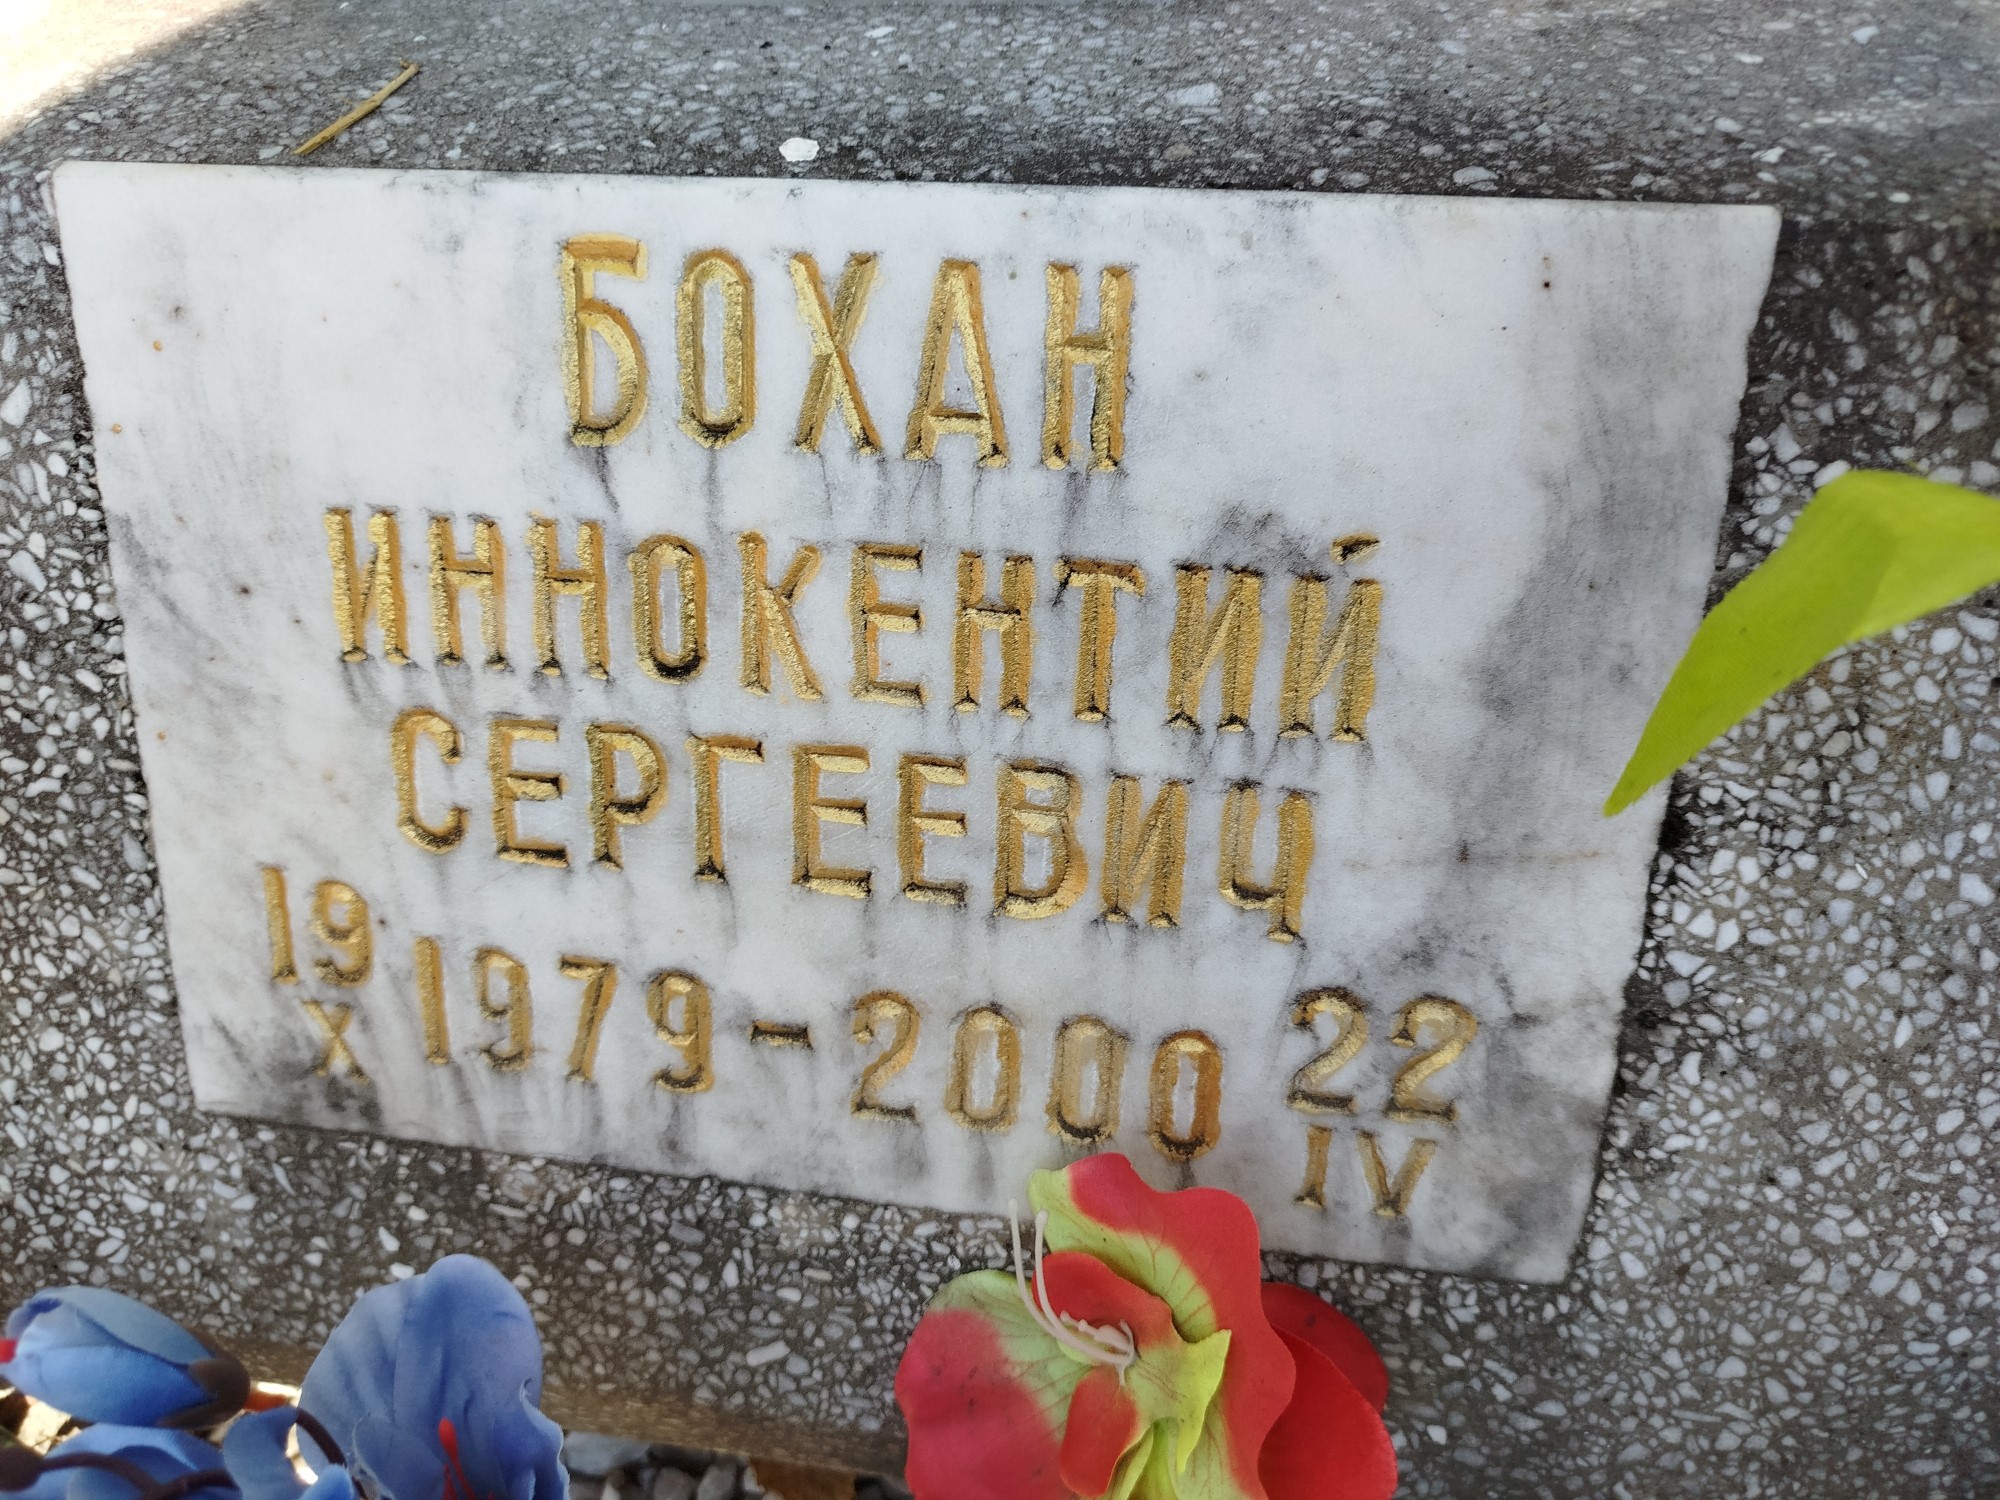 БОХАН
ИННОКЕНТИЙ
СЕРГЕЕВИЧ
19 1979-2000 22
X IV